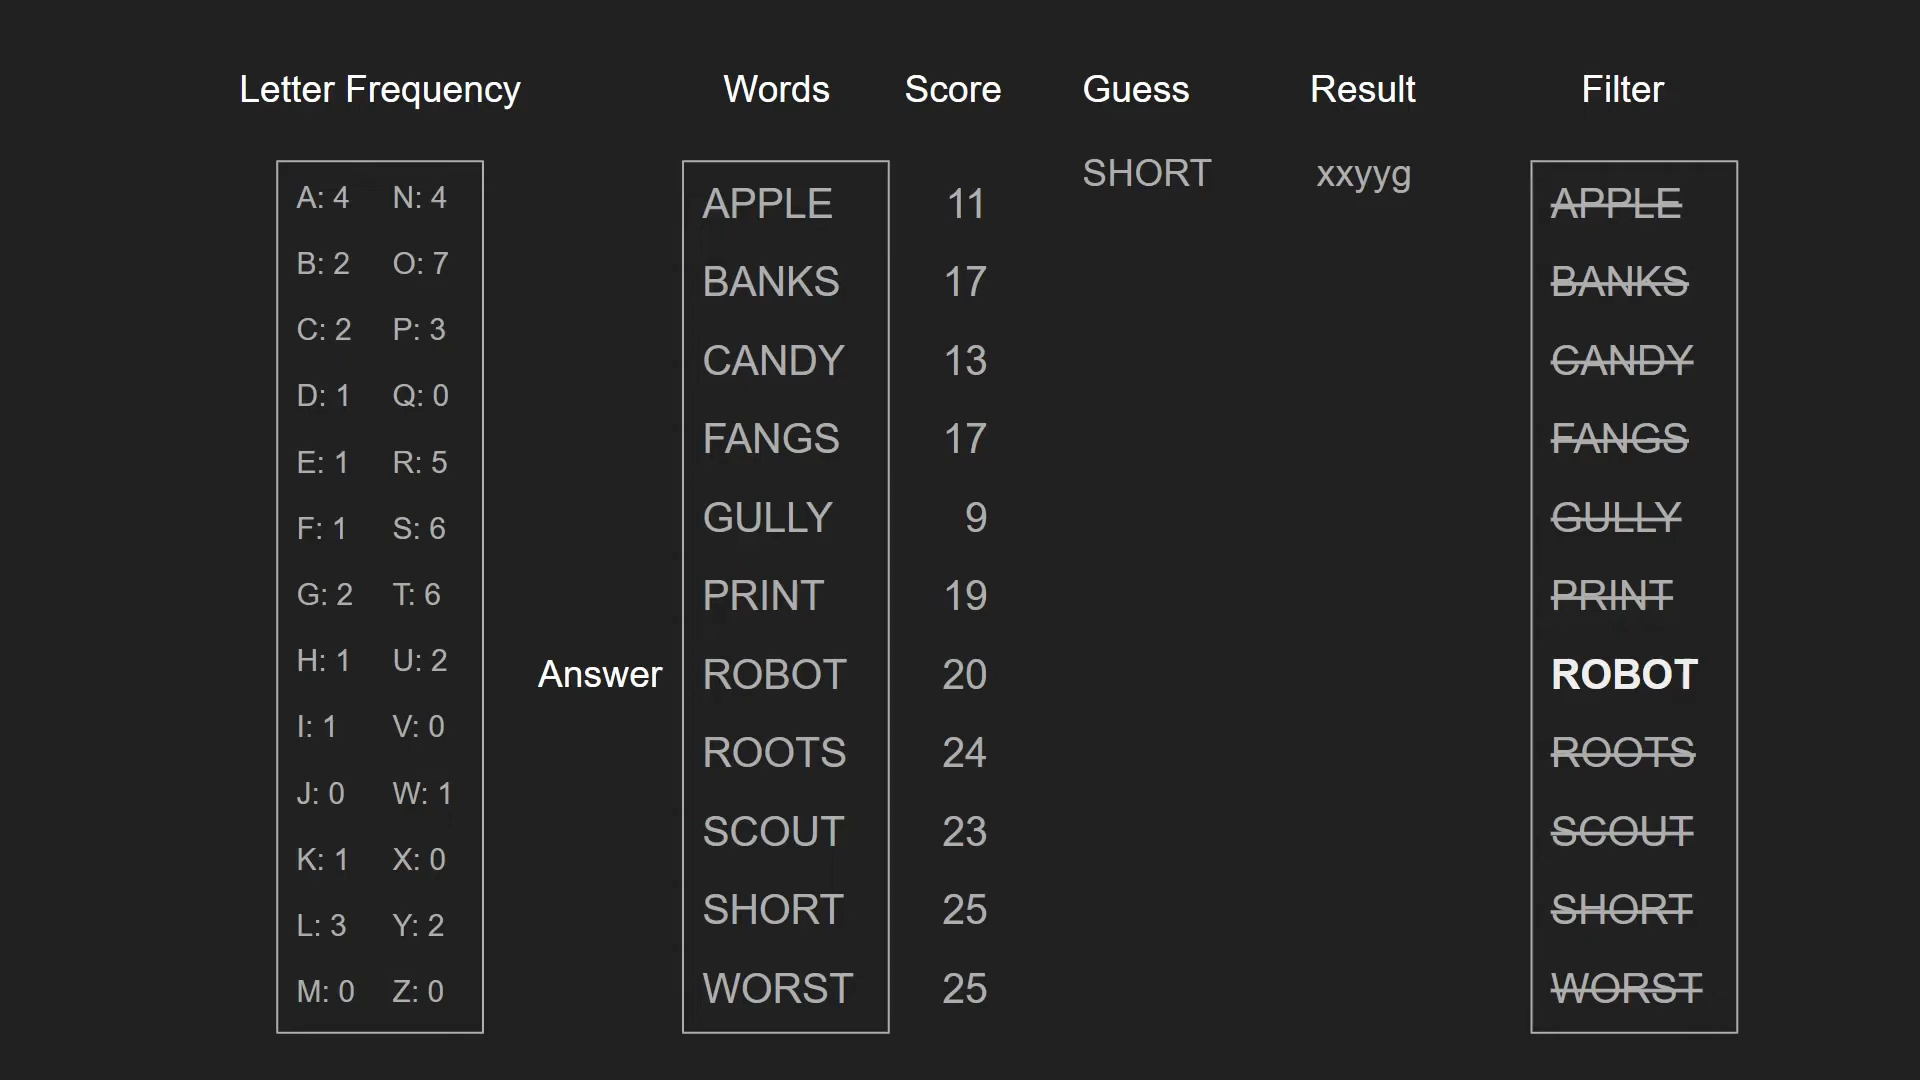 Letter Frequency Words Score Guess Result Filter
A: 4 N: 4
B: 2 O: 7
C: 2 P: 3
D: 1 Q: 0
E: 1 R: 5
F: 1 S: 6
G: 2 T: 6
H: 1 U: 2
I: 1 V: 0
J: 0 W: 1
K: 1 X: 0
L: 3 Y: 2
M: 0 Z: 0
Answer
APPLE 11
BANKS 17
CANDY 13
FANGS 17
GULLY 9
PRINT 19
ROBOT 20
ROOTS 24
SCOUT 23
SHORT 25
WORST 25
SHORT xxyyg
APPLE
BANKS
CANDY
FANGS
GULLY
PRINT
ROBOT
ROOTS
SCOUT
SHORT
WORST